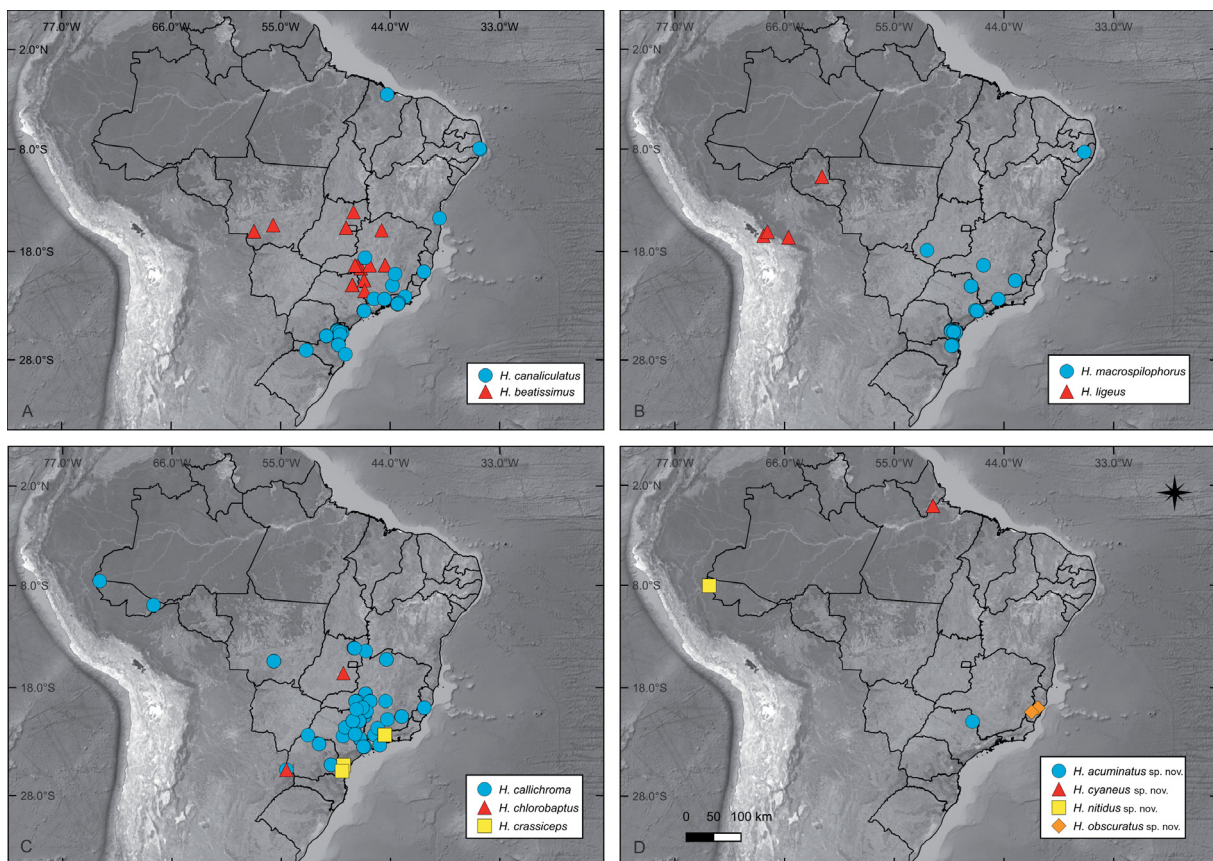 77.0°W 66.0°W 55.0°W 44.0°W 33.0°W
2.0°N
8.0°S
18.0°S
28.0°S
H. canaliculatus
H. beatissimus
A
77.0°W 66.0°W 55.0°W 44.0°W 33.0°W
2.0°N
8.0°S
18.0°S
28.0°S
H. macrospilophorus
H. ligeus
B
77.0°W 66.0°W 55.0°W 44.0°W 33.0°W
2.0°N
8.0°S
18.0°S
28.0°S
H. callichroma
H. chlorobaptus
H. crassiceps
C
77.0°W 66.0°W 55.0°W 44.0°W 33.0°W
2.0°N
8.0°S
18.0°S
28.0°S
H. acuminatus sp. nov.
H. cyaneus sp. nov.
H. nitidus sp. nov.
H. obscuratus sp. nov.
0 50 100 km
D